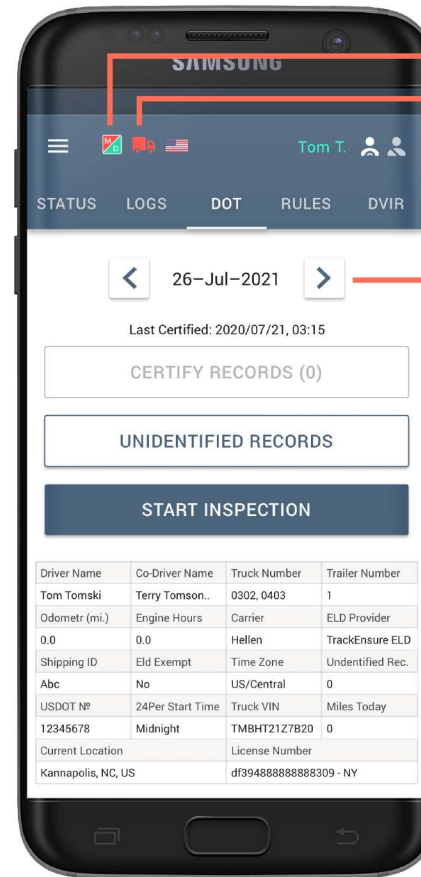 SAMSUNG
M/D
Tom T.
STATUS LOGS DOT RULES DVIR
26–Jul–2021
Last Certified: 2020/07/21, 03:15
CERTIFY RECORDS (0)
UNIDENTIFIED RECORDS
START INSPECTION
Driver Name Co-Driver Name Truck Number Trailer Number
Tom Tomski Terry Tomson.. 0302, 0403 1
Odometr (mi.) Engine Hours Carrier ELD Provider
0.0 0.0 Hellen TrackEnsure ELD
Shipping ID Eld Exempt Time Zone Undentified Rec.
Abc No US/Central 0
USDOT № 24Per Start Time Truck VIN Miles Today
12345678 Midnight TMBHT21Z7B20 0
Current Location License Number
Kannapolis, NC, US df394888888888309 - NY